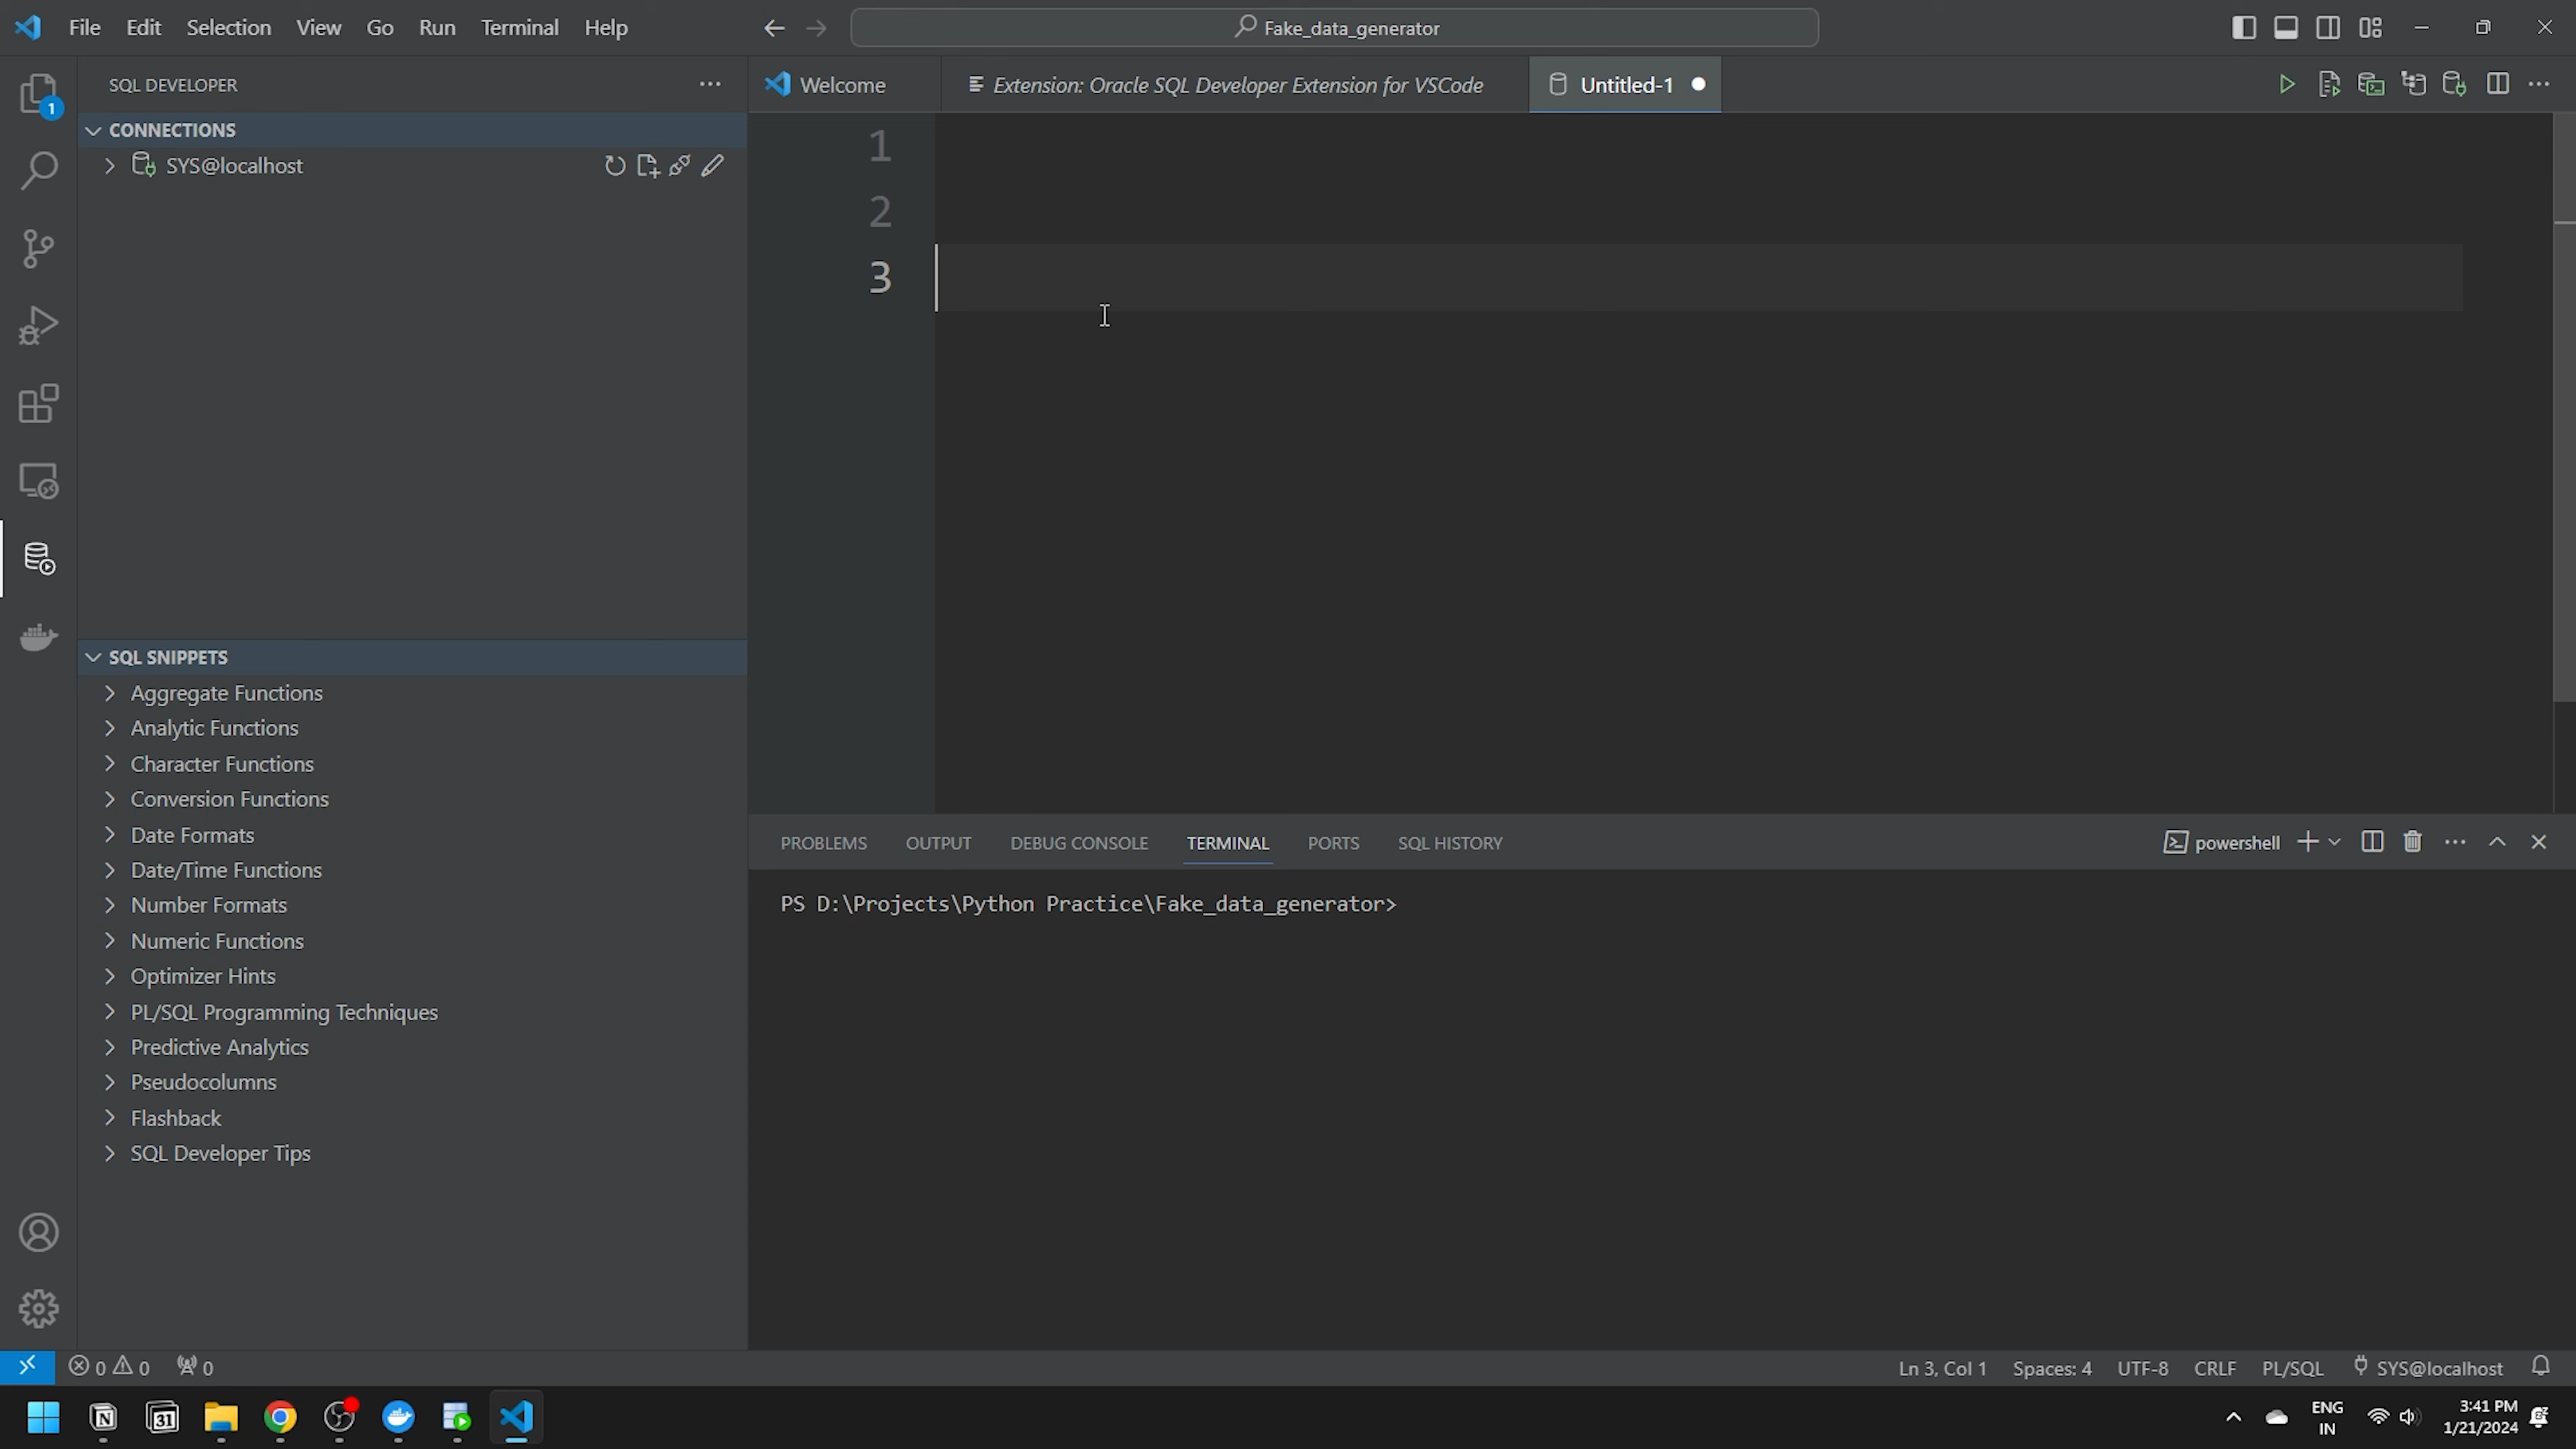 File Edit Selection View Go Run Terminal Help
Fake_data_generator
1
SQL DEVELOPER
CONNECTIONS
SYS@localhost
SQL SNIPPETS
Aggregate Functions
Analytic Functions
Character Functions
Conversion Functions
Date Formats
Date/Time Functions
Number Formats
Numeric Functions
Optimizer Hints
PL/SQL Programming Techniques
Predictive Analytics
Pseudocolumns
Flashback
SQL Developer Tips
Welcome Extension: Oracle SQL Developer Extension for VSCode Untitled-1
1
2
3
PROBLEMS OUTPUT DEBUG CONSOLE TERMINAL PORTS SQL HISTORY powershell
PS D:\Projects\Python Practice\Fake_data_generator>
0 0 0 Ln 3, Col 1 Spaces: 4 UTF-8 CRLF PL/SQL SYS@localhost
31
ENG
IN
3:41 PM
1/21/2024